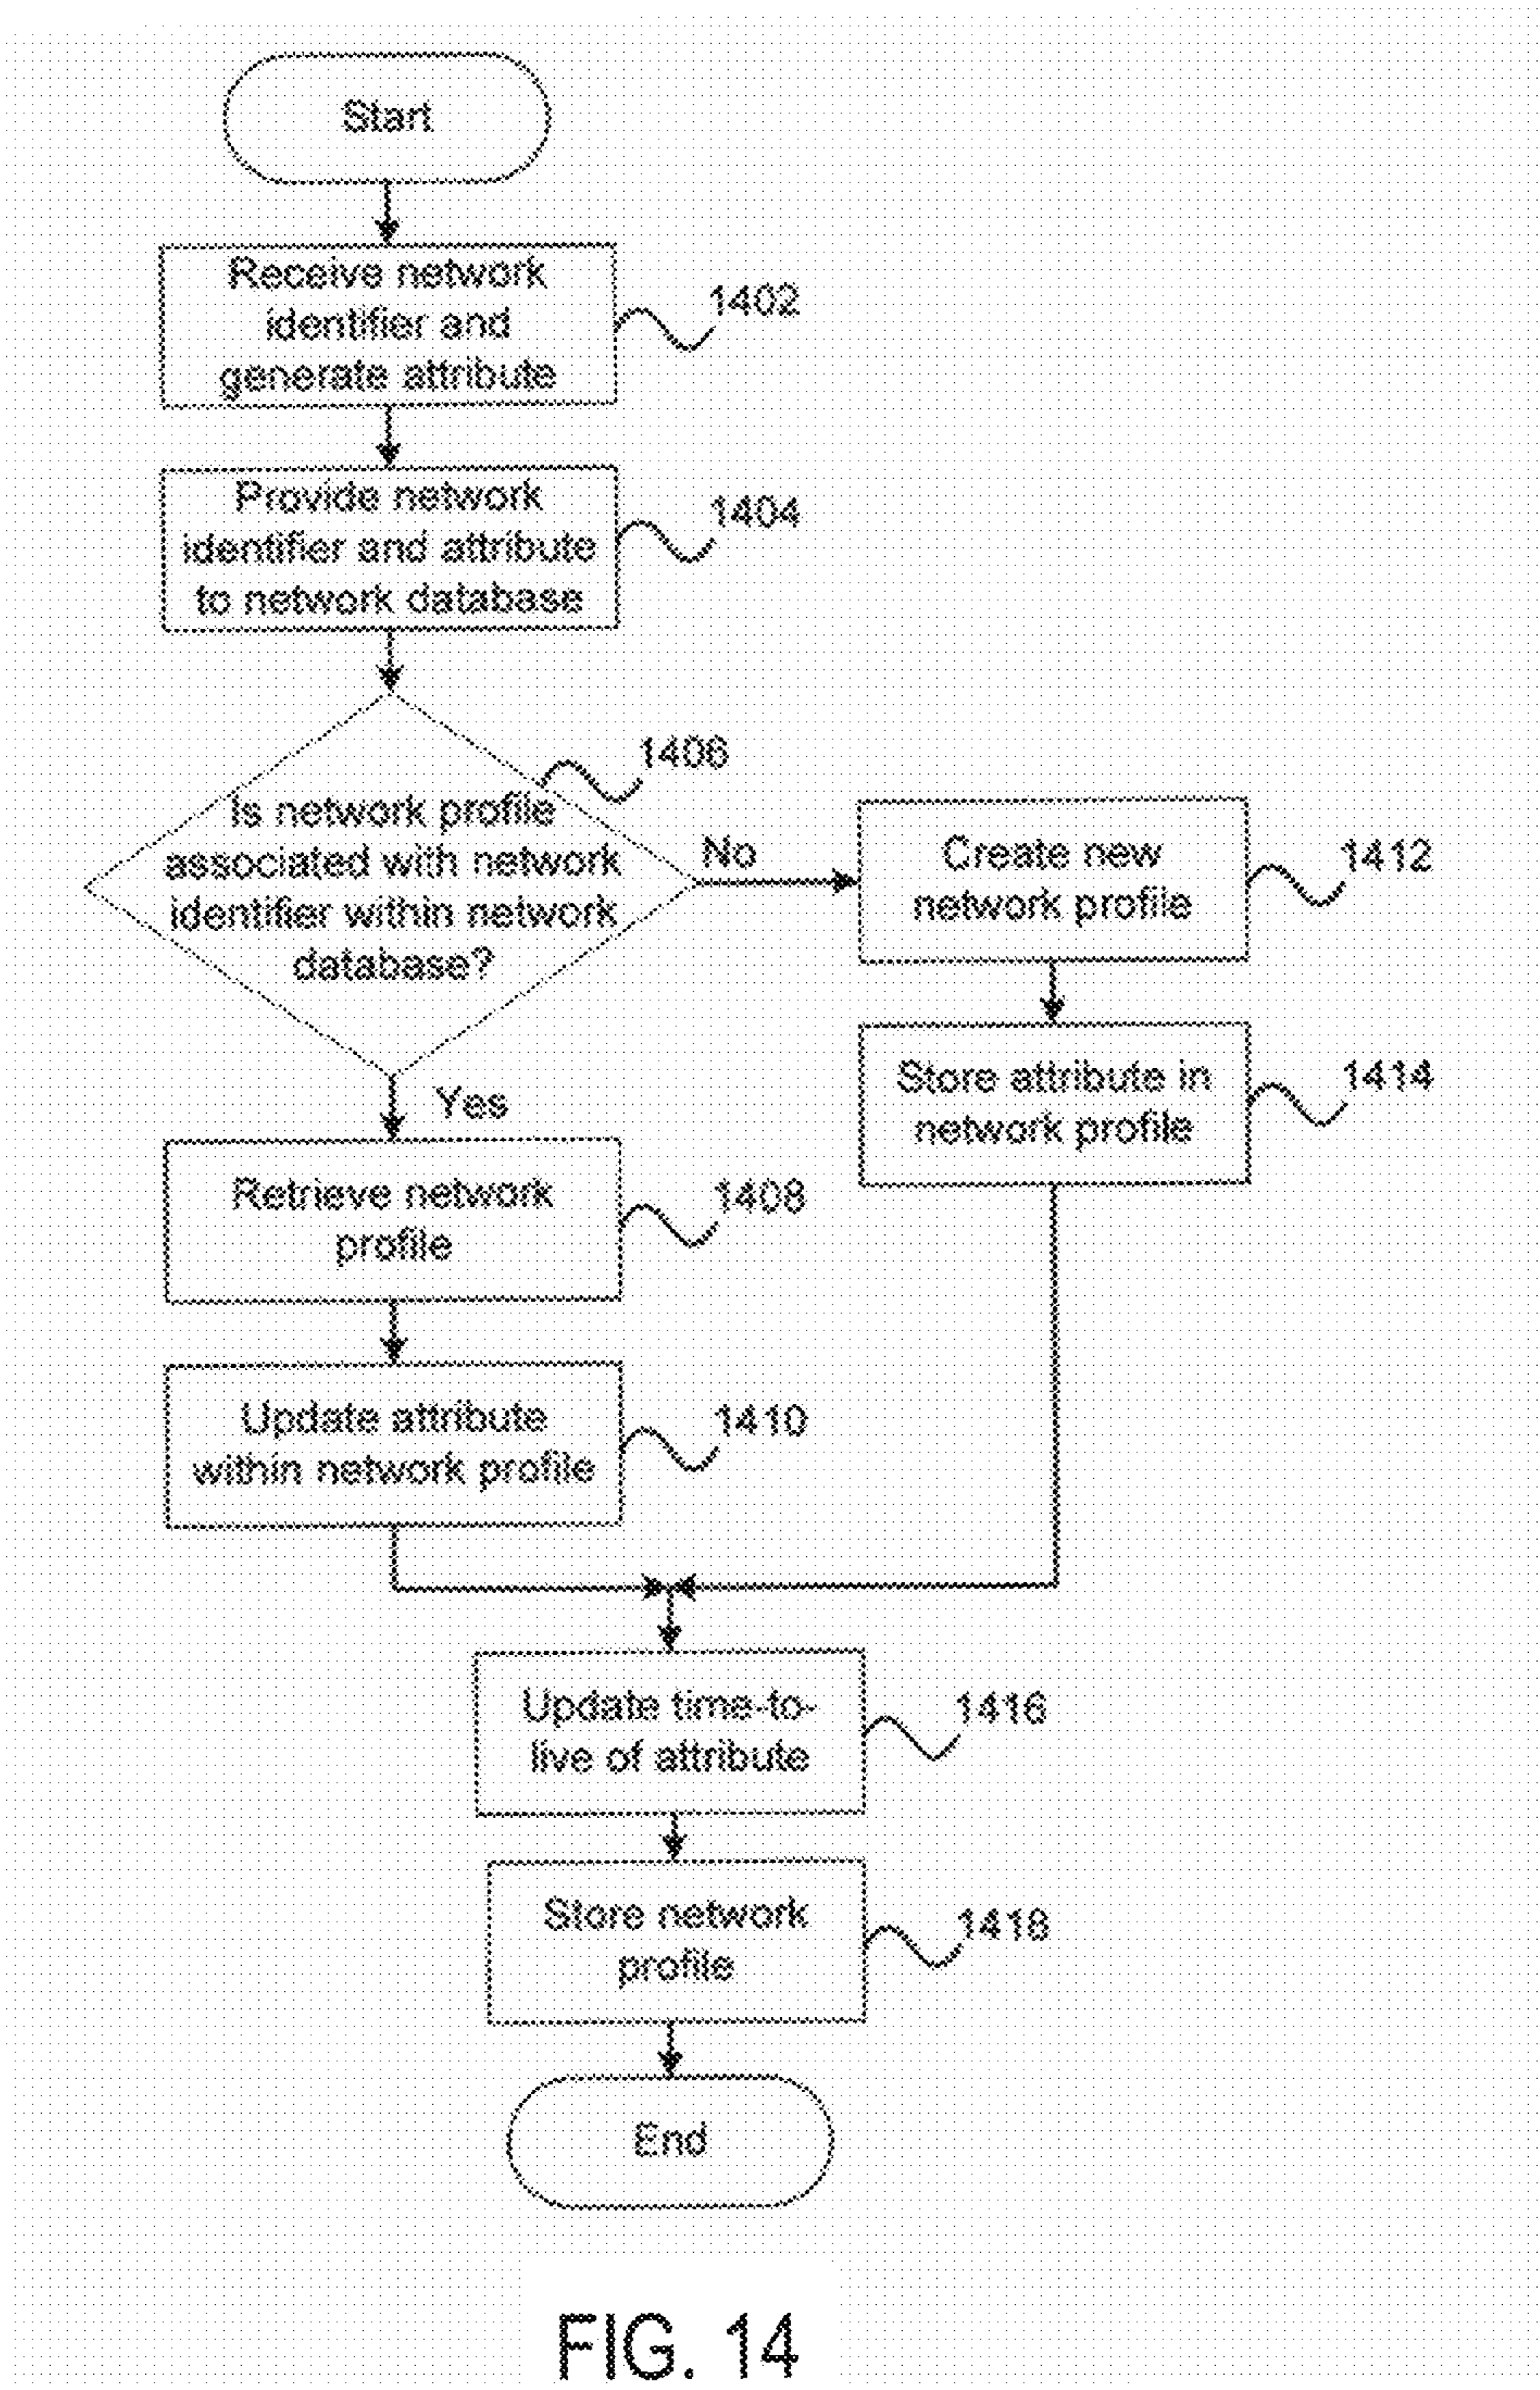 Start
Receive network
identifier and
generate attribute
1402
Provide network
identifier and attribute
to network database
1404
1406
Is network profile
associated with network
identifier within network
database?
No
Create new
network profile
1412
Store attribute in
network profile
1414
Yes
Retrieve network
profile
1408
Update attribute
within network profile
1410
Update time-to-
live of attribute
1416
Store network
profile
1418
End
FIG. 14